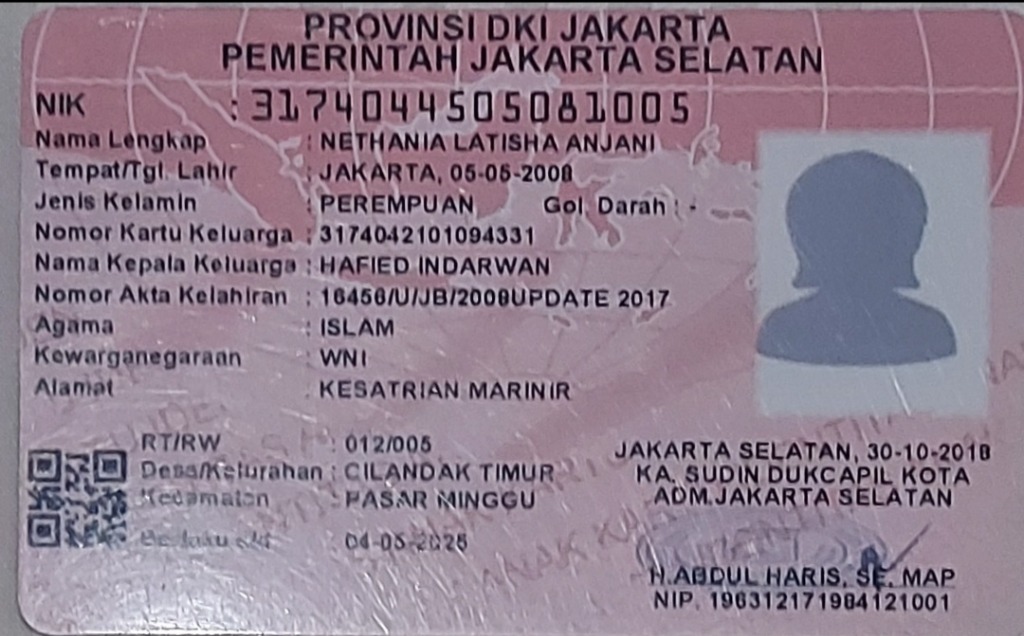 PROVINSI DKI JAKARTA
PEMERINTAH JAKARTA SELATAN
NIK : 3174044505081005
Nama Lengkap : NETHANIA LATISHA ANJANI
Tempat/Tgl. Lahir : JAKARTA, 05-05-2008
Jenis Kelamin : PEREMPUAN Gol. Darah : -
Nomor Kartu Keluarga : 3174042101094331
Nama Kepala Keluarga : HAFIED INDARWAN
Nomor Akta Kelahiran : 16456/U/JB/2008UPDATE 2017
Agama : ISLAM
Kewarganegaraan : WNI
Alamat : KESATRIAN MARINIR
RT/RW : 012/005
Desa/Kelurahan : CILANDAK TIMUR
Kecamatan : PASAR MINGGU
Berlaku s/d : 04-05-2025
JAKARTA SELATAN, 30-10-2018
KA. SUDIN DUKCAPIL KOTA
ADM.JAKARTA SELATAN
H.ABDUL HARIS, SE, MAP
NIP. 196312171984121001